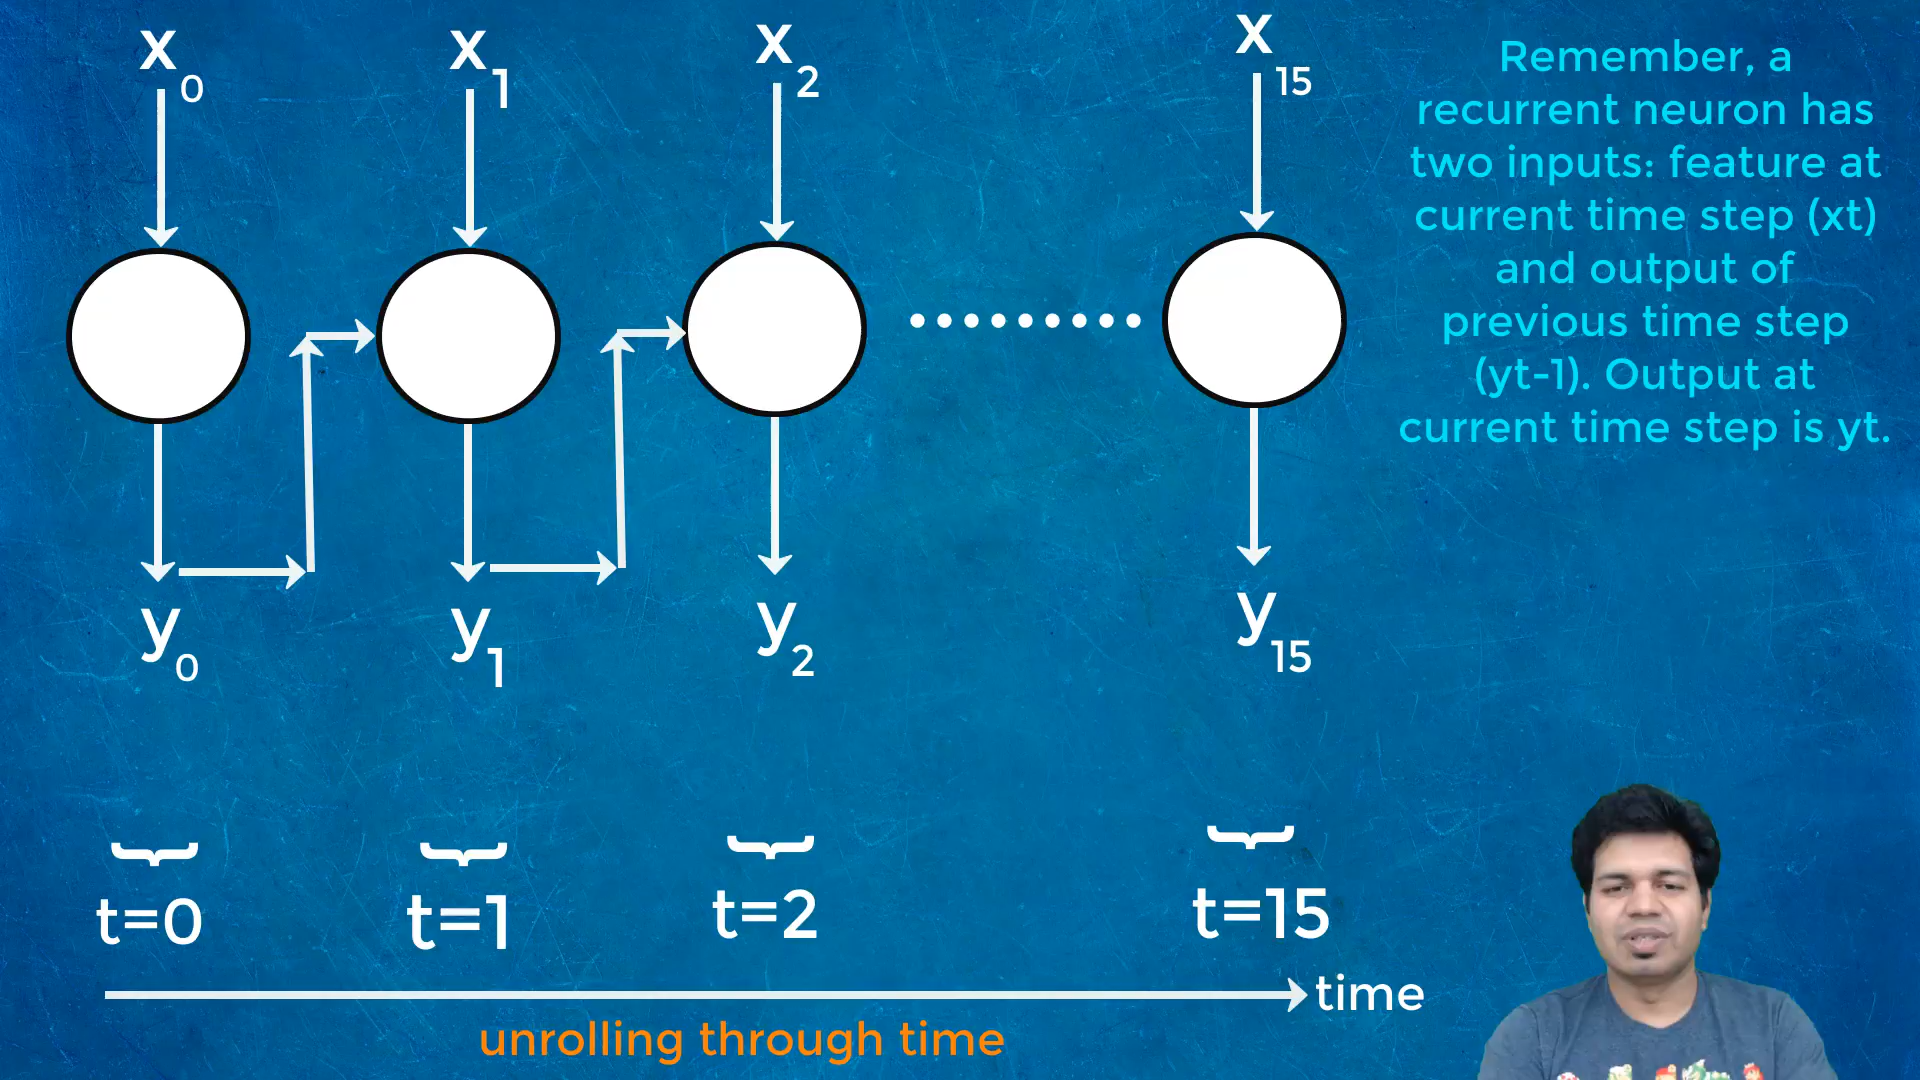 x0
x1
x2
x15
Remember, a
recurrent neuron has
two inputs: feature at
current time step (xt)
and output of
previous time step
(yt-1). Output at
current time step is yt.
y0
y1
y2
y15
t=0
t=1
t=2
t=15
time
unrolling through time